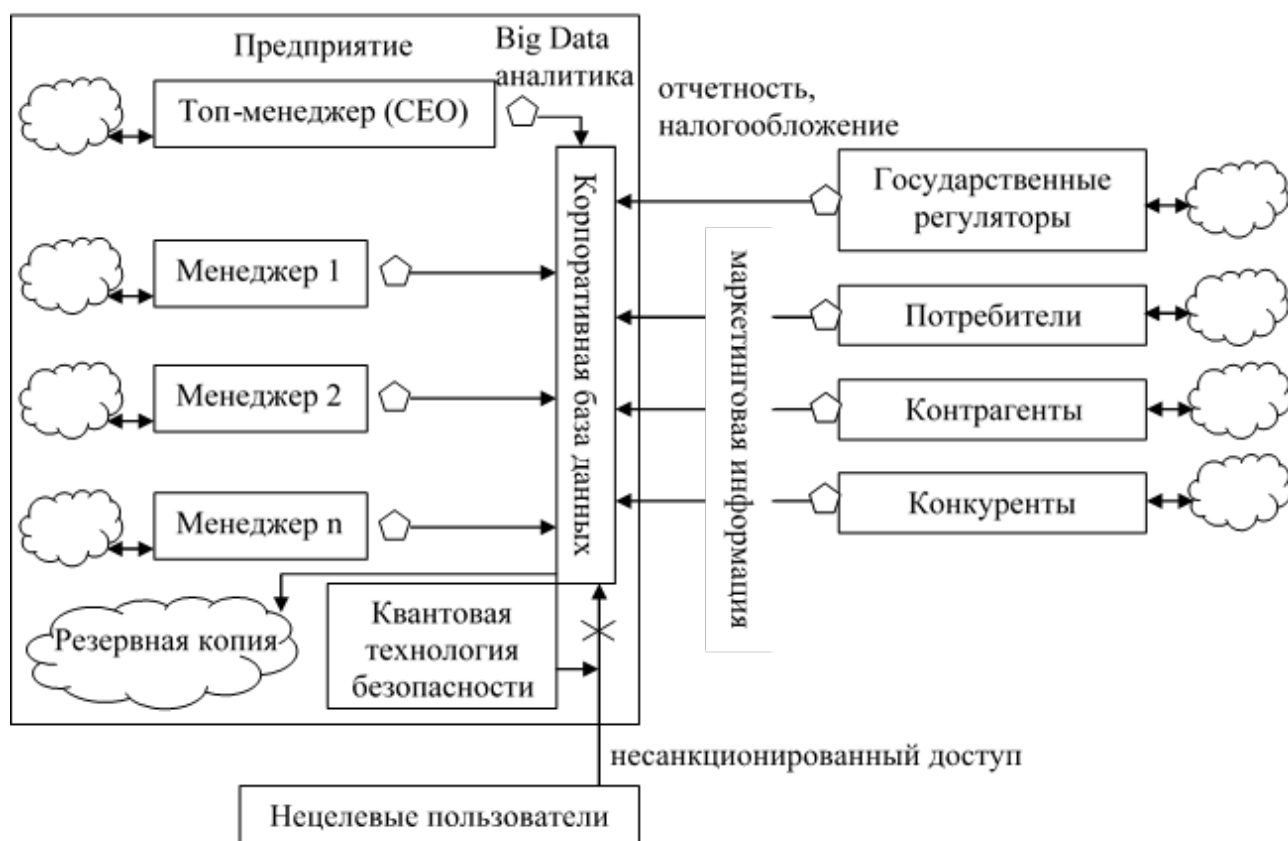 Предприятие
Big Data
аналитика
Топ-менеджер (CEO)
отчетность,
налогообложение
Корпоративная база данных
Государственные
регуляторы
маркетинговая информация
Менеджер 1
Потребители
Менеджер 2
Контрагенты
Менеджер n
Конкуренты
Резервная копия
Квантовая
технология
безопасности
несанкционированный доступ
Нецелевые пользователи